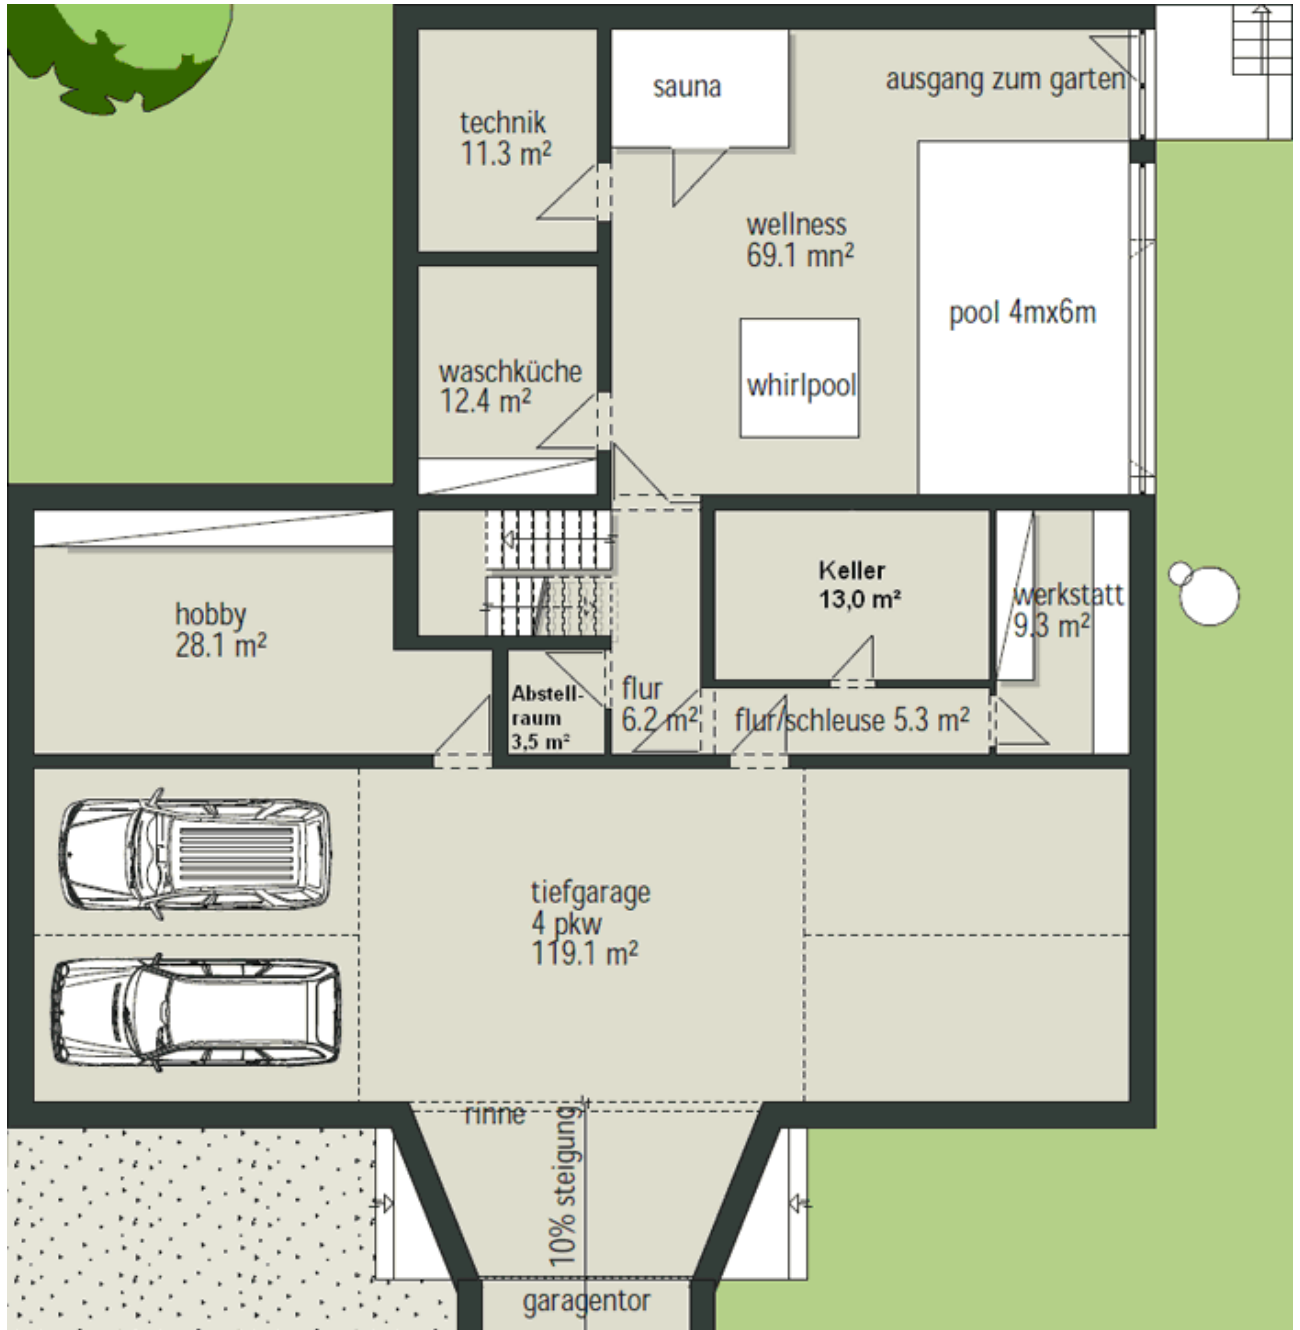 sauna
ausgang zum garten
technik
11.3 m²
wellness
69.1 mn²
pool 4mx6m
waschküche
12.4 m²
whirlpool
Keller
13,0 m²
werkstatt
9.3 m²
hobby
28.1 m²
Abstell-
raum
3,5 m²
flur
6.2 m²
flur/schleuse 5.3 m²
tiefgarage
4 pkw
119.1 m²
rinne
10% steigung
garagentor